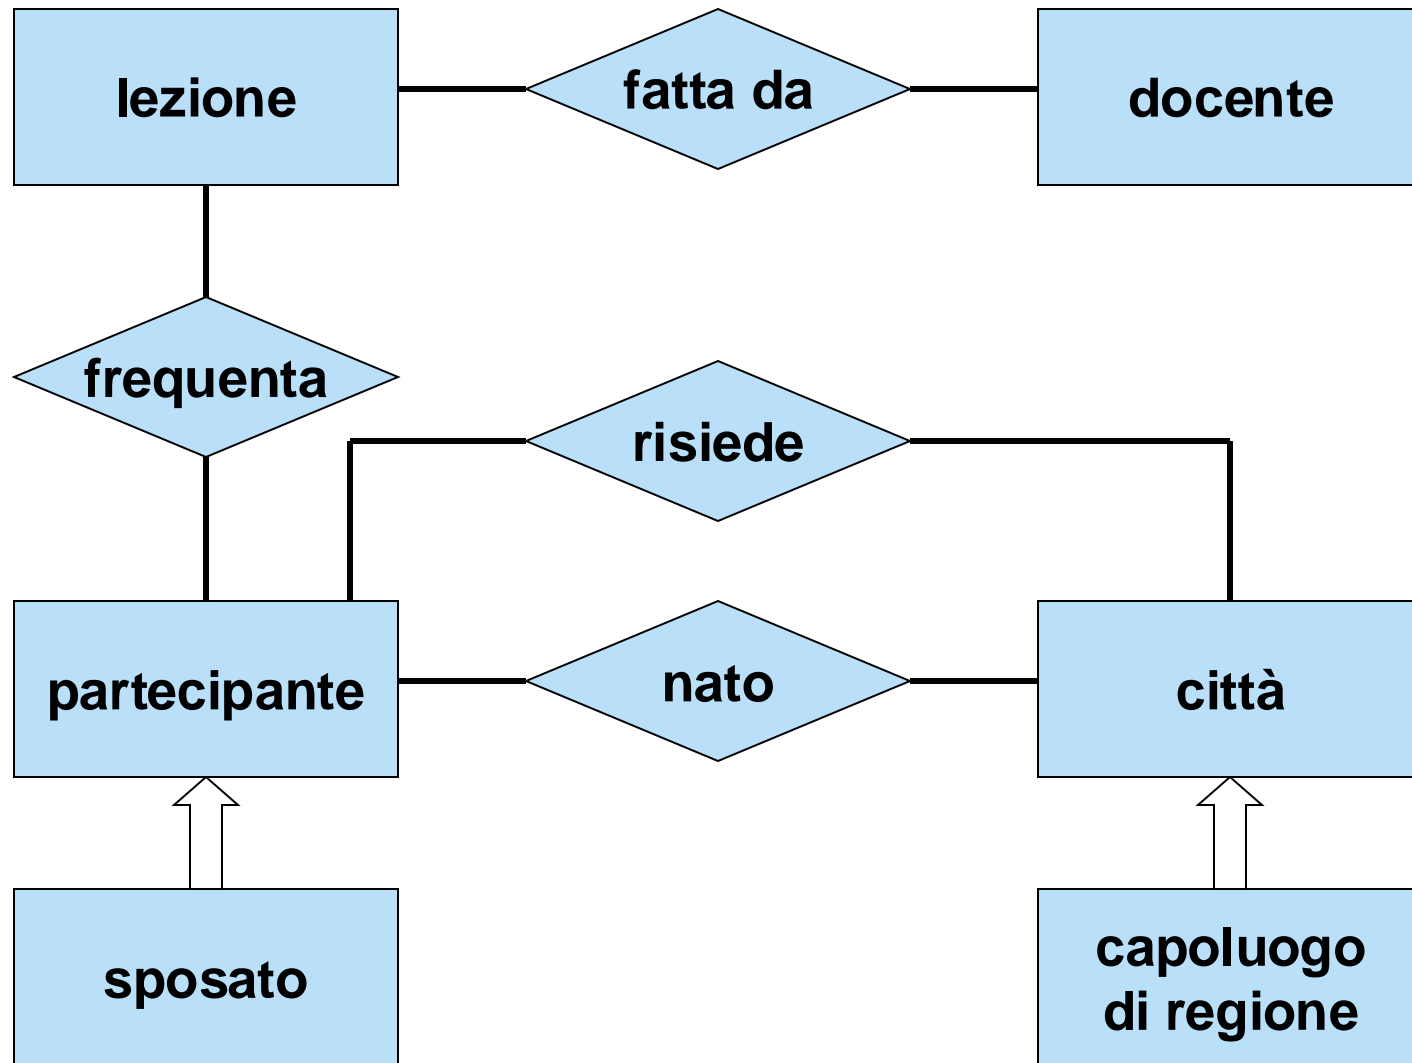 lezione
fatta da
docente
frequenta
risiede
partecipante
nato
città
sposato
capoluogo
di regione